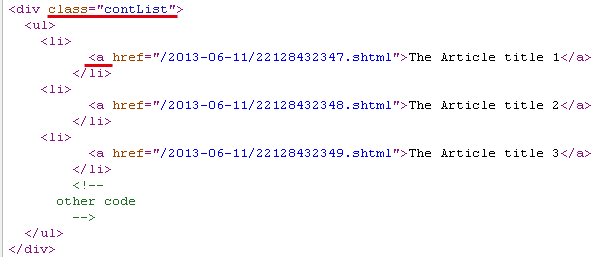 <div class="contList">
<ul>
<li>
<a href="/2013-06-11/22128432347.shtml">The Article title 1</a>
</li>
<li>
<a href="/2013-06-11/22128432348.shtml">The Article title 2</a>
</li>
<li>
<a href="/2013-06-11/22128432349.shtml">The Article title 3</a>
</li>
<!--
other code
-->
</ul>
</div>